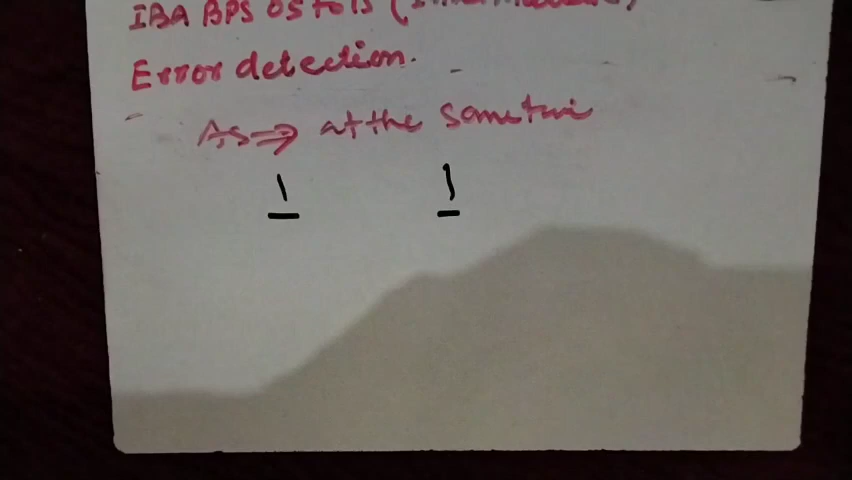 IBA BPS
Error detection.
As ⇒ at the same time
1 1